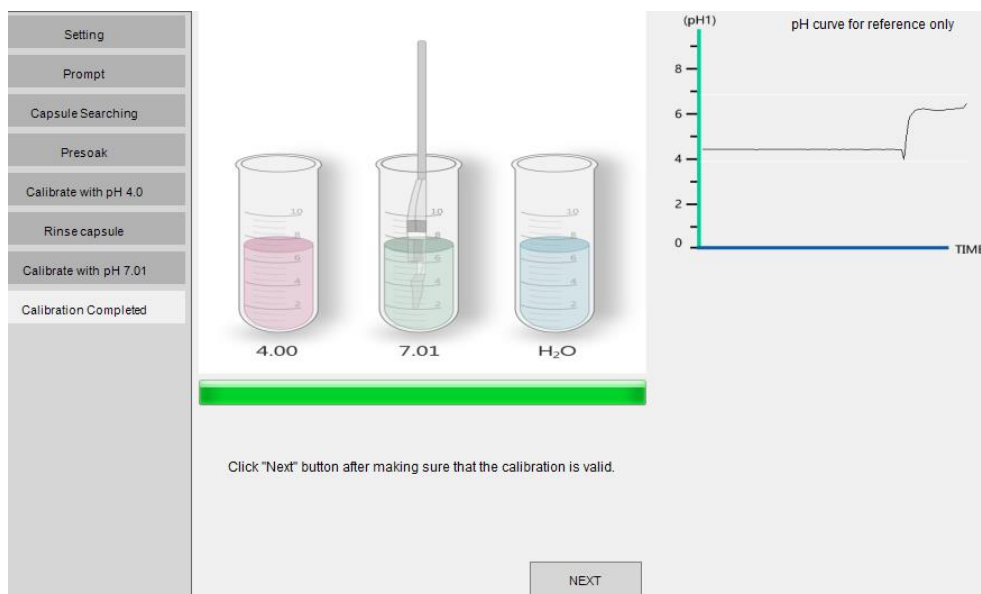 Setting
Prompt
Capsule Searching
Presoak
Calibrate with pH 4.0
Rinse capsule
Calibrate with pH 7.01
Calibration Completed
10
8
6
4
2
10
8
6
4
2
10
8
6
4
2
4.00
7.01
H₂O
Click "Next" button after making sure that the calibration is valid.
NEXT
(pH1)
pH curve for reference only
8
6
4
2
0
TIME